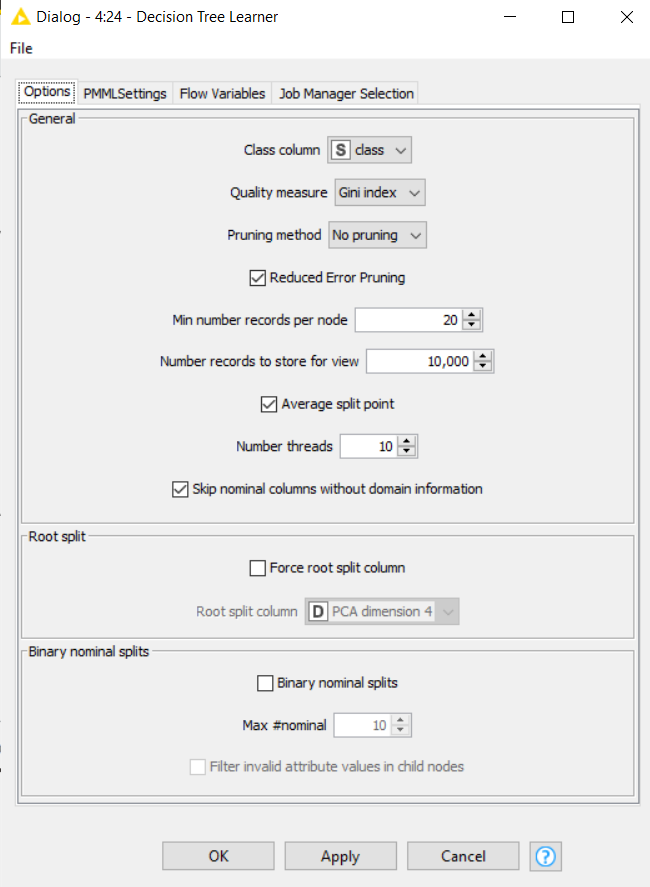 Dialog - 4:24 - Decision Tree Learner
File
Options PMMLSettings Flow Variables Job Manager Selection
General
Class column S class
Quality measure Gini index
Pruning method No pruning
Reduced Error Pruning
Min number records per node 20
Number records to store for view 10,000
Average split point
Number threads 10
Skip nominal columns without domain information
Root split
Force root split column
Root split column D PCA dimension 4
Binary nominal splits
Binary nominal splits
Max #nominal 10
Filter invalid attribute values in child nodes
OK Apply Cancel ?